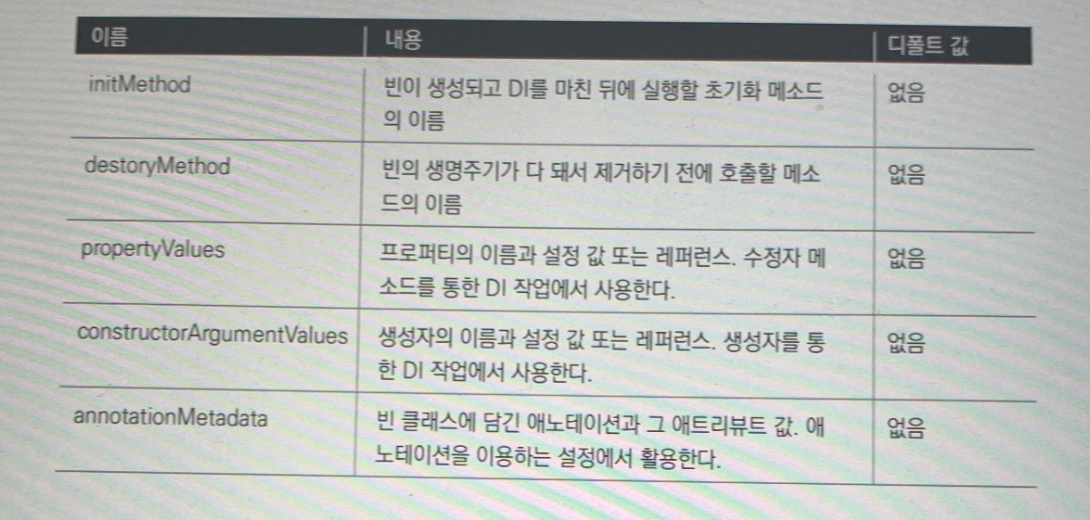 이름 내용 디폴트 값
initMethod 빈이 생성되고 DI를 마친 뒤에 실행할 초기화 메소드 없음
의 이름
destoryMethod 빈의 생명주기가 다 돼서 제거하기 전에 호출할 메소 없음
드의 이름
propertyValues 프로퍼티의 이름과 설정 값 또는 레퍼런스. 수정자 메 없음
소드를 통한 DI 작업에서 사용한다.
constructorArgumentValues 생성자의 이름과 설정 값 또는 레퍼런스. 생성자를 통 없음
한 DI 작업에서 사용한다.
annotationMetadata 빈 클래스에 담긴 애노테이션과 그 애트리뷰트 값. 애 없음
노테이션을 이용하는 설정에서 활용한다.